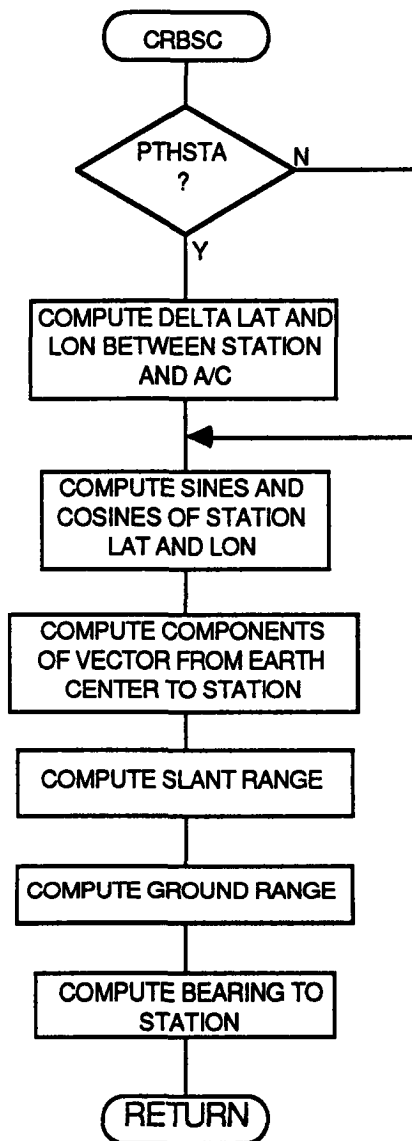 CRBSC
PTHSTA
?
N
Y
COMPUTE DELTA LAT AND
LON BETWEEN STATION
AND A/C
COMPUTE SINES AND
COSINES OF STATION
LAT AND LON
COMPUTE COMPONENTS
OF VECTOR FROM EARTH
CENTER TO STATION
COMPUTE SLANT RANGE
COMPUTE GROUND RANGE
COMPUTE BEARING TO
STATION
RETURN